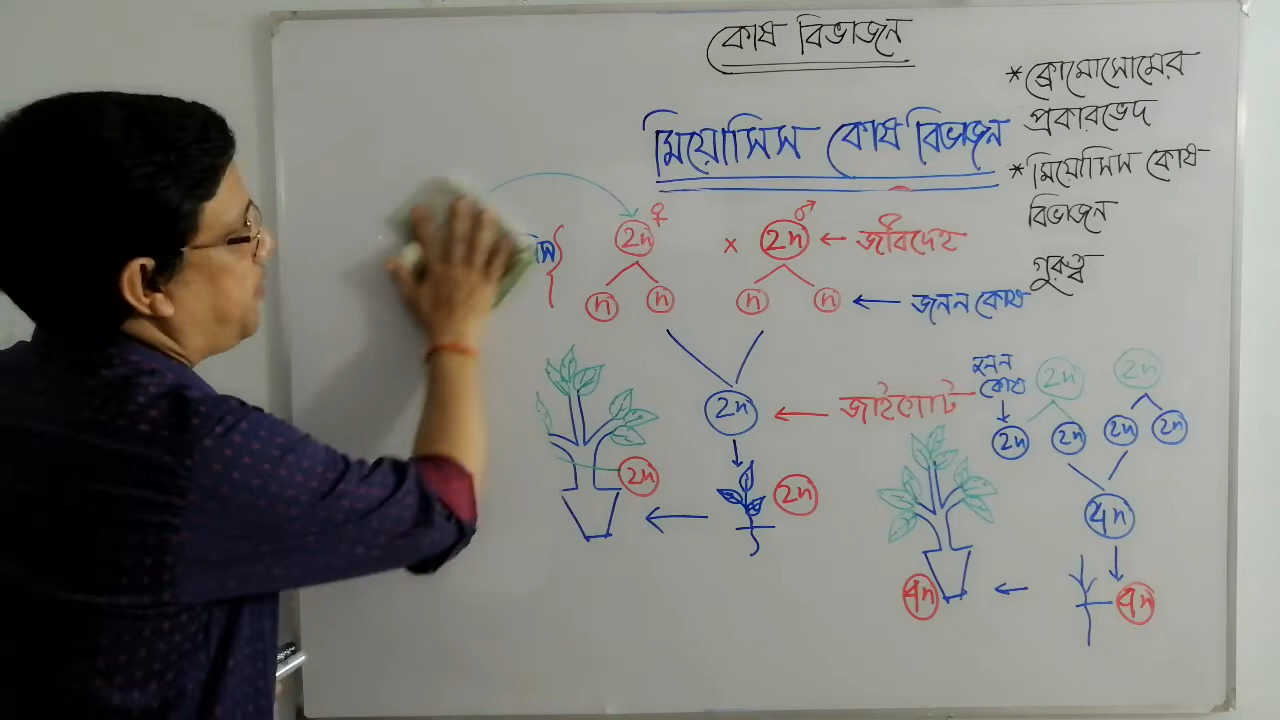 কোষ বিভাজন
* ক্রোমোসোমের
প্রকারভেদ
* মিয়োসিস কোষ
বিভাজন
গুরুত্ব
মিয়োসিস কোষ বিভাজন
2n ♀ × 2n ♂ ← জীবদেহ
n n n n ← জনন কোষ
2n ← জাইগোট
2n
2n
জনন
কোষ
2n 2n
2n 2n 2n 2n
4n
4n
4n